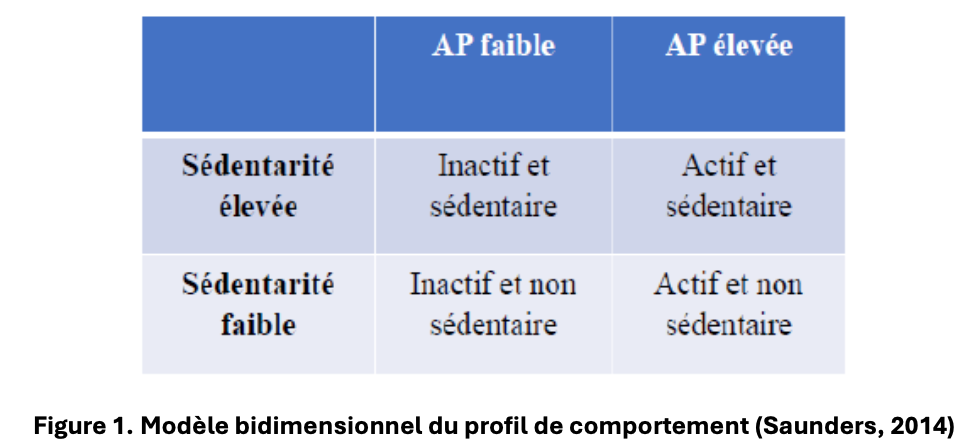 AP faible AP élevée
Sédentarité Inactif et Actif et
élevée sédentaire sédentaire
Sédentarité Inactif et non Actif et non
faible sédentaire sédentaire
Figure 1. Modèle bidimensionnel du profil de comportement (Saunders, 2014)